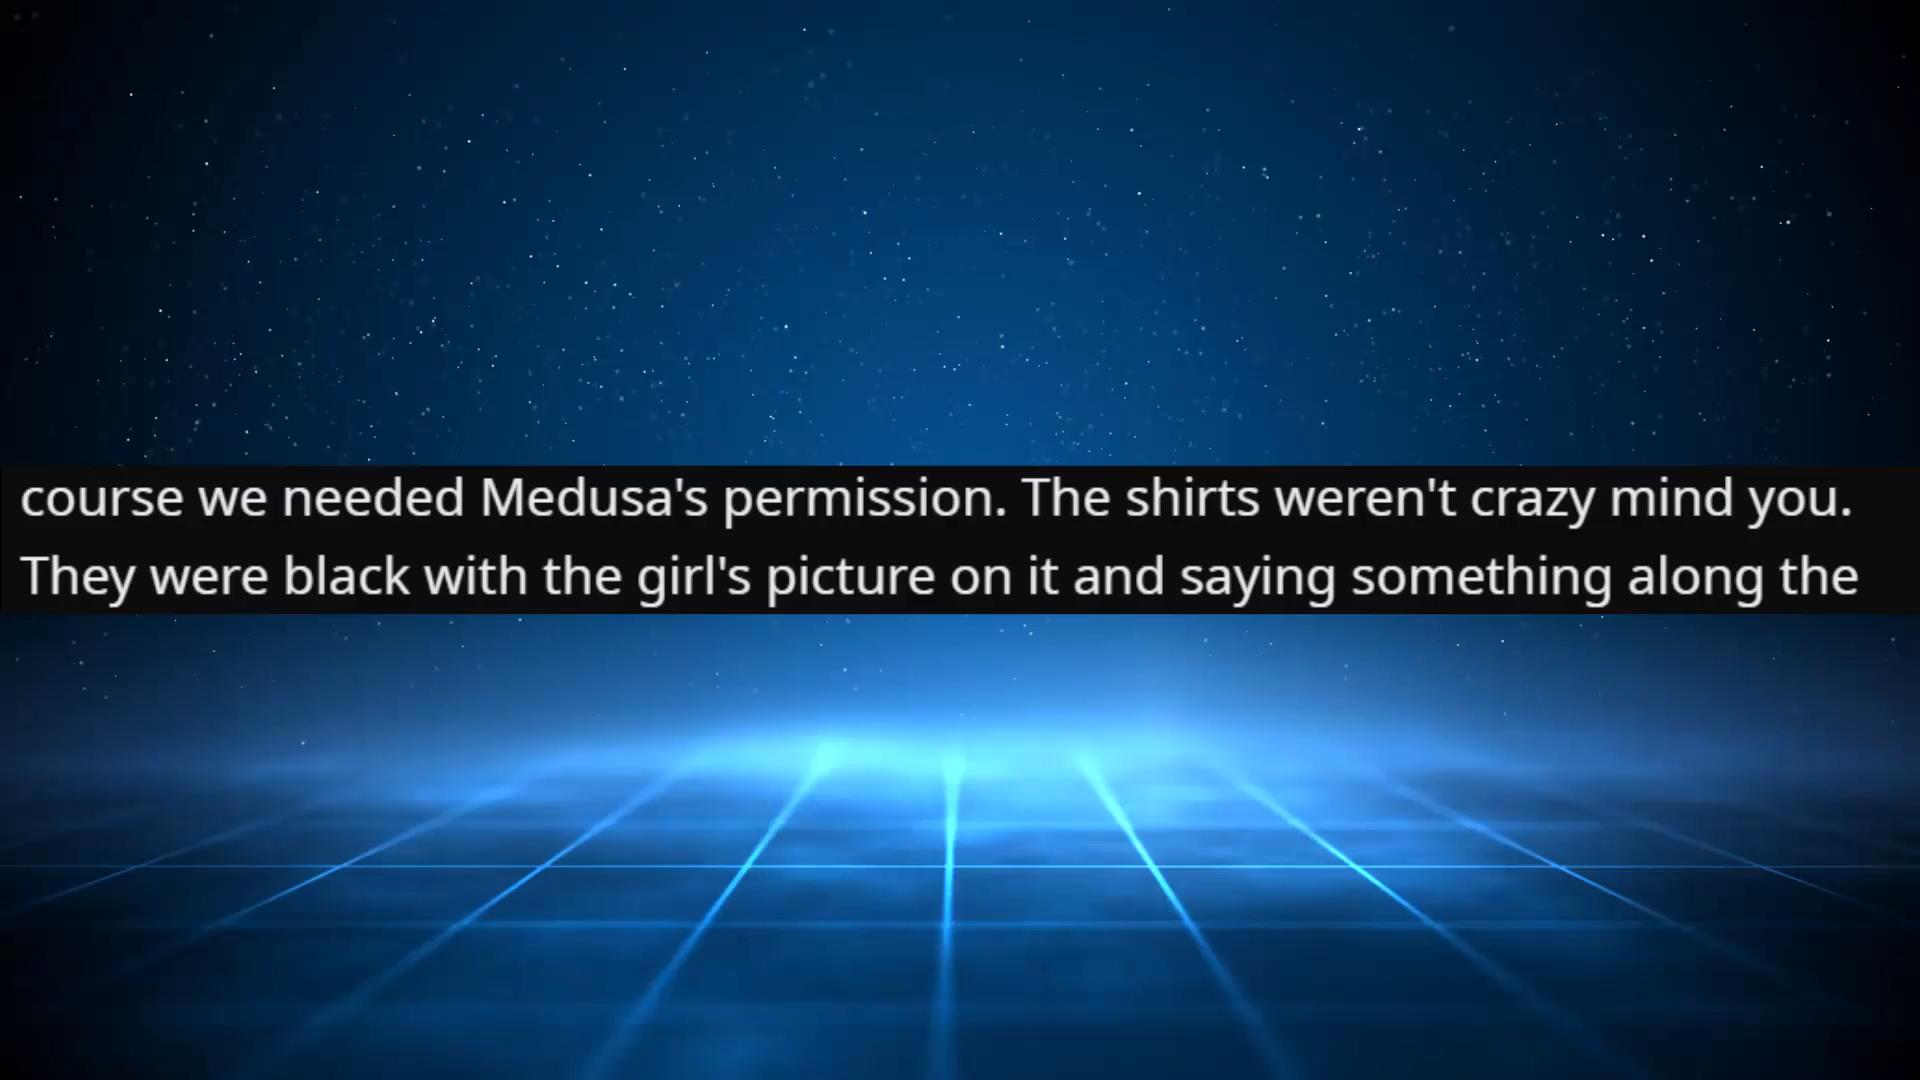 course we needed Medusa's permission. The shirts weren't crazy mind you.
They were black with the girl's picture on it and saying something along the